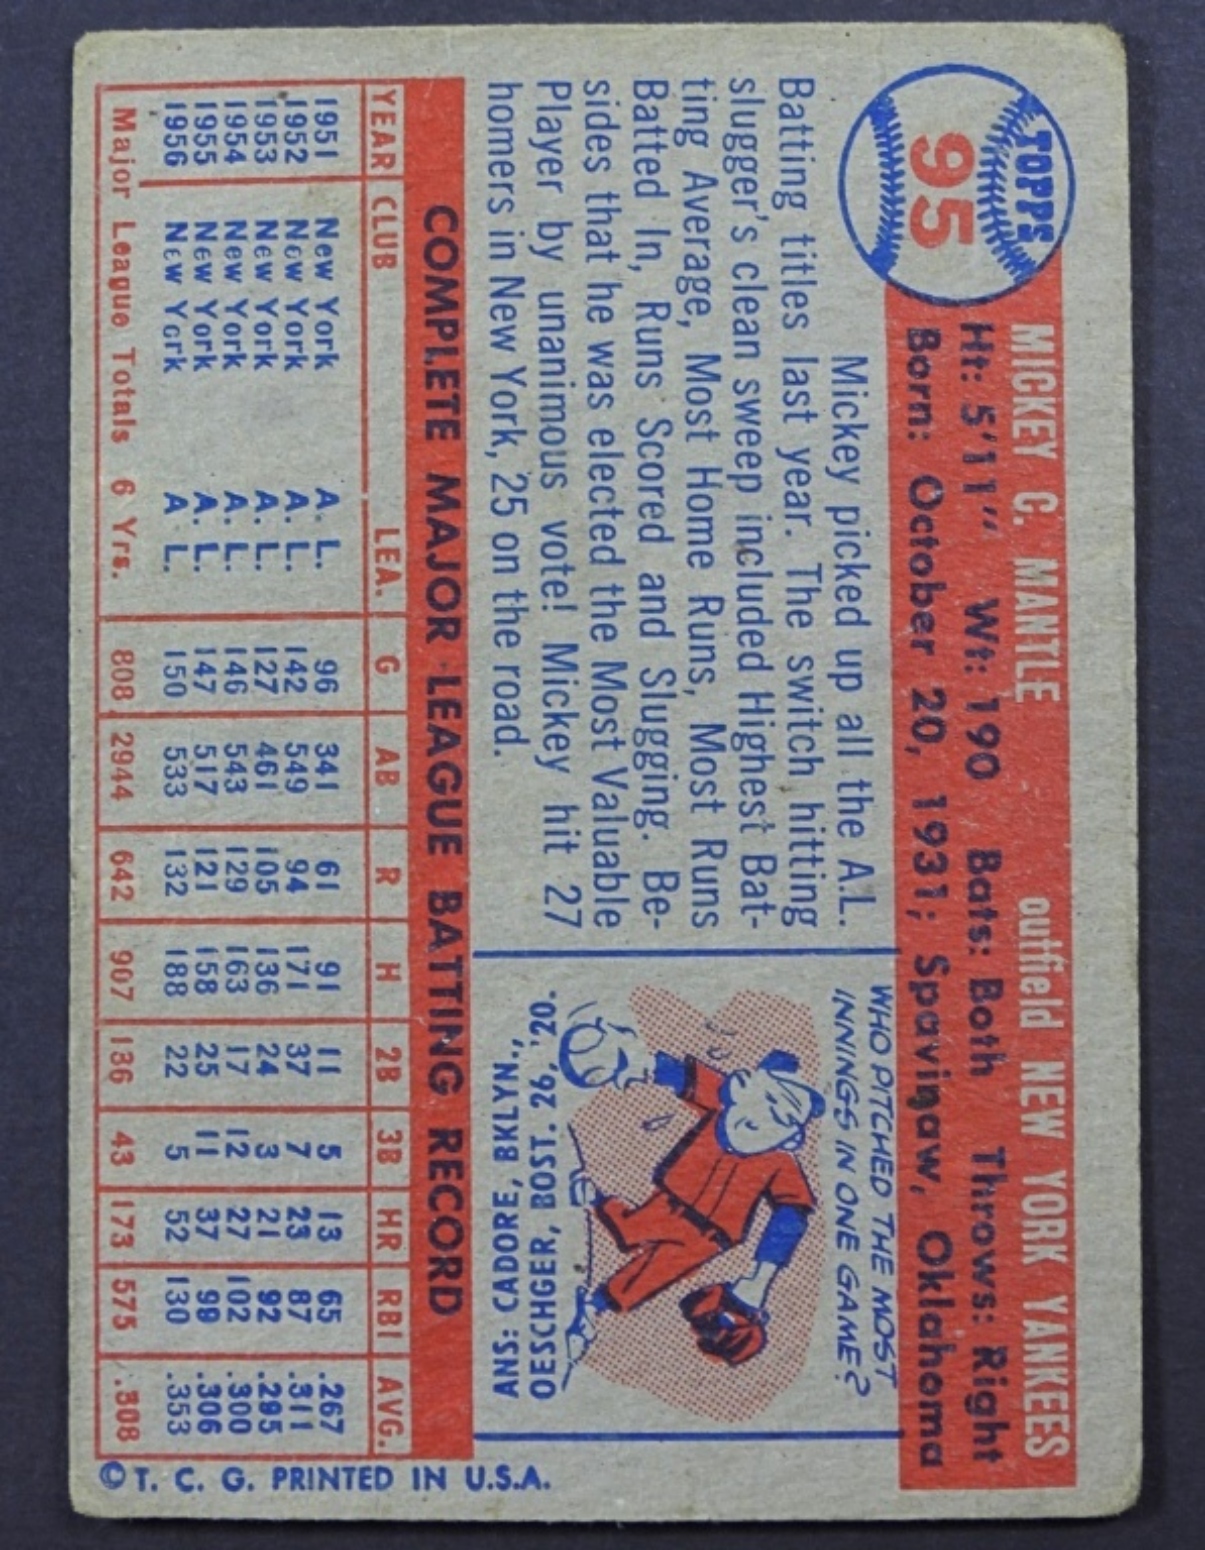 TOPPS
95
MICKEY C. MANTLE outfield NEW YORK YANKEES
Ht: 5'11" Wt: 190 Bats: Both Throws: Right
Born: October 20, 1931; Spavinaw, Oklahoma
Mickey picked up all the A.L.
Batting titles last year. The switch hitting
slugger's clean sweep included Highest Bat-
ting Average, Most Home Runs, Most Runs
Batted In, Runs Scored and Slugging. Be-
sides that he was elected the Most Valuable
Player by unanimous vote! Mickey hit 27
homers in New York, 25 on the road.
WHO PITCHED THE MOST
INNINGS IN ONE GAME?
ANS: CADORE, BKLYN.,
OESCHGER, BOST. 26, '20.
COMPLETE MAJOR LEAGUE BATTING RECORD
YEAR CLUB LEA. G AB R H 2B 3B HR RBI AVG.
1951 New York A. L. 96 341 61 91 11 5 13 65 .267
1952 New York A. L. 142 549 94 171 37 7 23 87 .311
1953 New York A. L. 127 461 105 136 24 3 21 92 .295
1954 New York A. L. 146 543 129 163 17 12 27 102 .300
1955 New York A. L. 147 517 121 158 25 11 37 99 .306
1956 New York A L. 150 533 132 188 22 5 52 130 .353
Major League Totals 6 Yrs. 808 2944 642 907 136 43 173 575 .308
© T. C. G. PRINTED IN U.S.A.